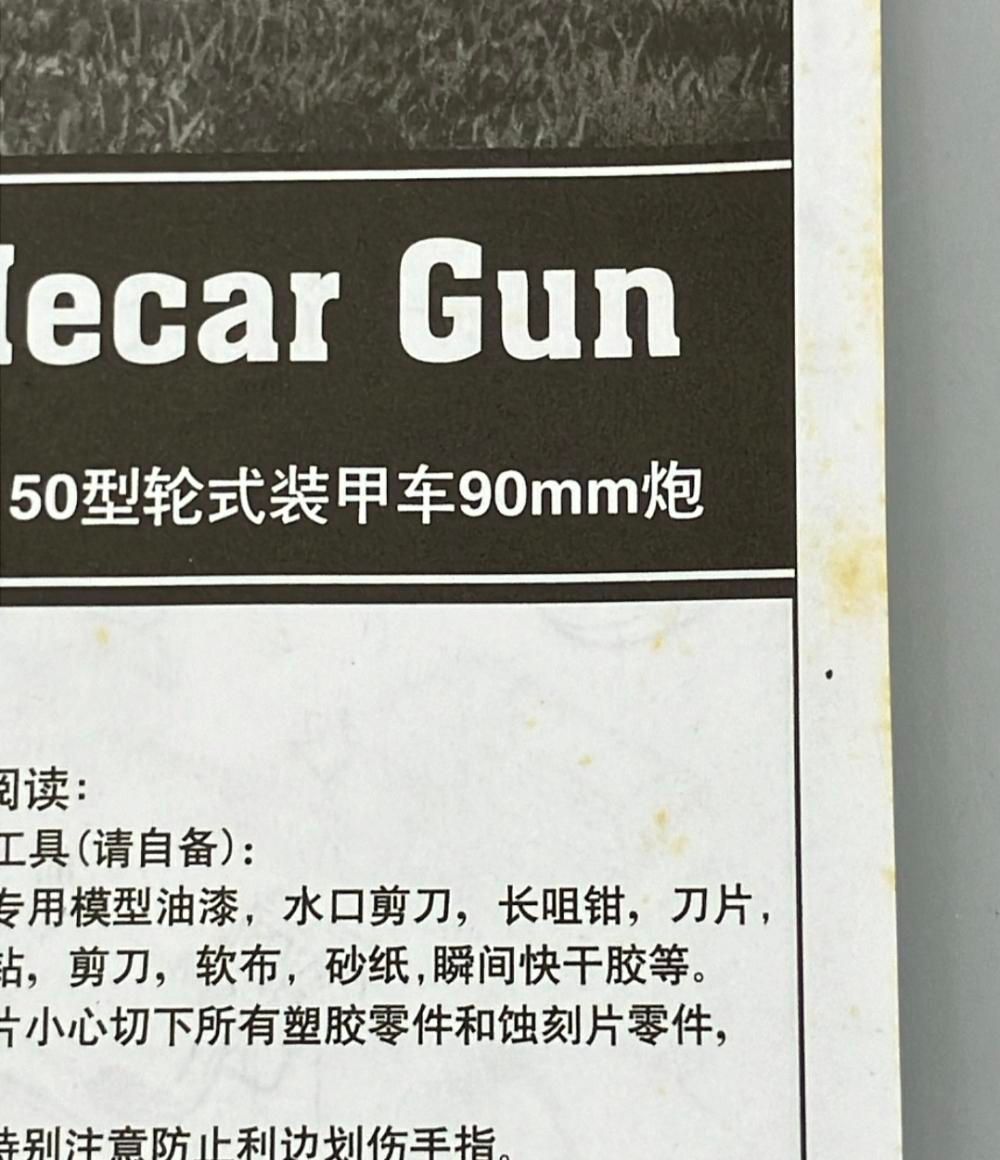 Mecar Gun
50型轮式装甲车90mm炮
阅读:
工具(请自备):
专用模型油漆, 水口剪刀, 长咀钳, 刀片,
钻, 剪刀, 软布, 砂纸,瞬间快干胶等。
片小心切下所有塑胶零件和蚀刻片零件,
特别注意防止利边划伤手指。